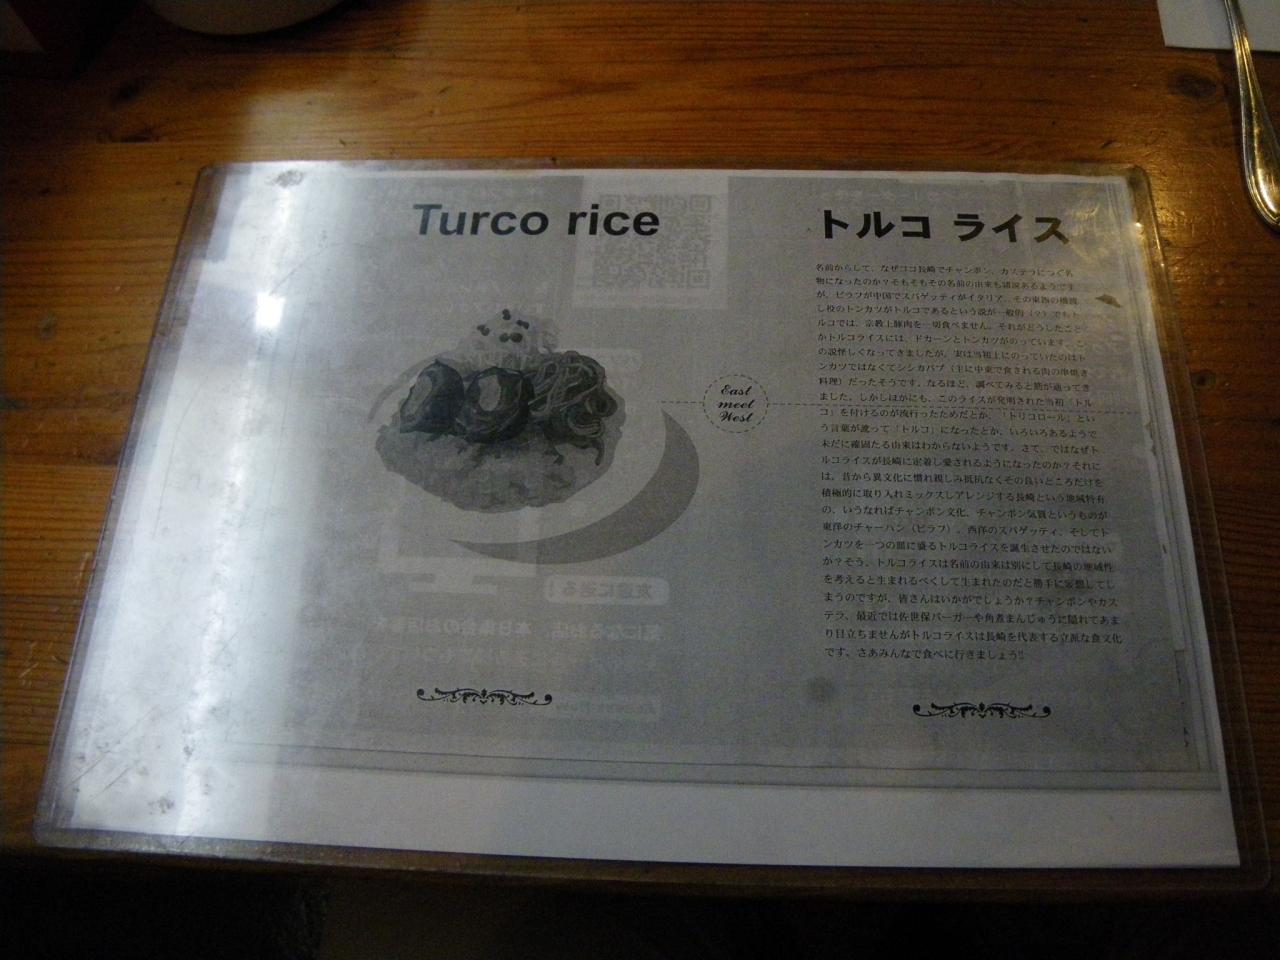 Turco rice
East
meet
West
トルコ ライス
名前からして、なぜココ長崎でチャンポン、カステラにつぐ名
物になったのか？そもそもその名前の由来も諸説あるようです
が、ピラフが中国でスパゲッティがイタリア、その東西の橋渡
し役のトンカツがトルコであるという説が一般的（？）でもト
ルコでは、宗教上豚肉を一切食べません。それがどうしたこと
かトルコライスには、ドカーンとトンカツがのっています。こ
の説怪しくなってきましたが、実は当初上にのっていたのはト
ンカツではなくてシシカバブ（主に中東で食される肉の串焼き
料理）だったそうです。なるほど、調べてみると筋が通ってき
ました。しかしほかにも、このライスが発明された当初「トル
コ」を付けるのが流行ったためだとか、「トリコロール」とい
う言葉が訛って「トルコ」になったとか、いろいろあるようで
未だに確固たる由来はわからないようです。さて、ではなぜト
ルコライスが長崎に定着し愛されるようになったのか？それに
は、昔から異文化に慣れ親しみ抵抗なくその良いところだけを
積極的に取り入れミックスしアレンジする長崎という地域特有
の、いうなればチャンポン文化、チャンポン気質というものが
東洋のチャーハン（ピラフ）、西洋のスパゲッティ、そしてト
ンカツを一つの皿に盛るトルコライスを誕生させたのではない
か？そう、トルコライスは名前の由来は別にして長崎の地域性
を考えると生まれるべくして生まれたのだと勝手に妄想してし
まうのですが、皆さんはいかがでしょうか？チャンポンやカス
テラ、最近では佐世保バーガーや角煮まんじゅうに隠れてあま
り目立ちませんがトルコライスは長崎を代表する立派な食文化
です。さあみんなで食べに行きましょう!!